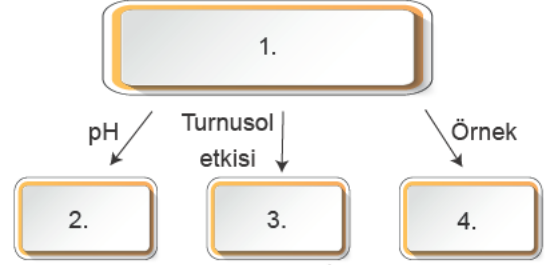 1.
pH
Turnusol
etkisi
Örnek
2.
3.
4.